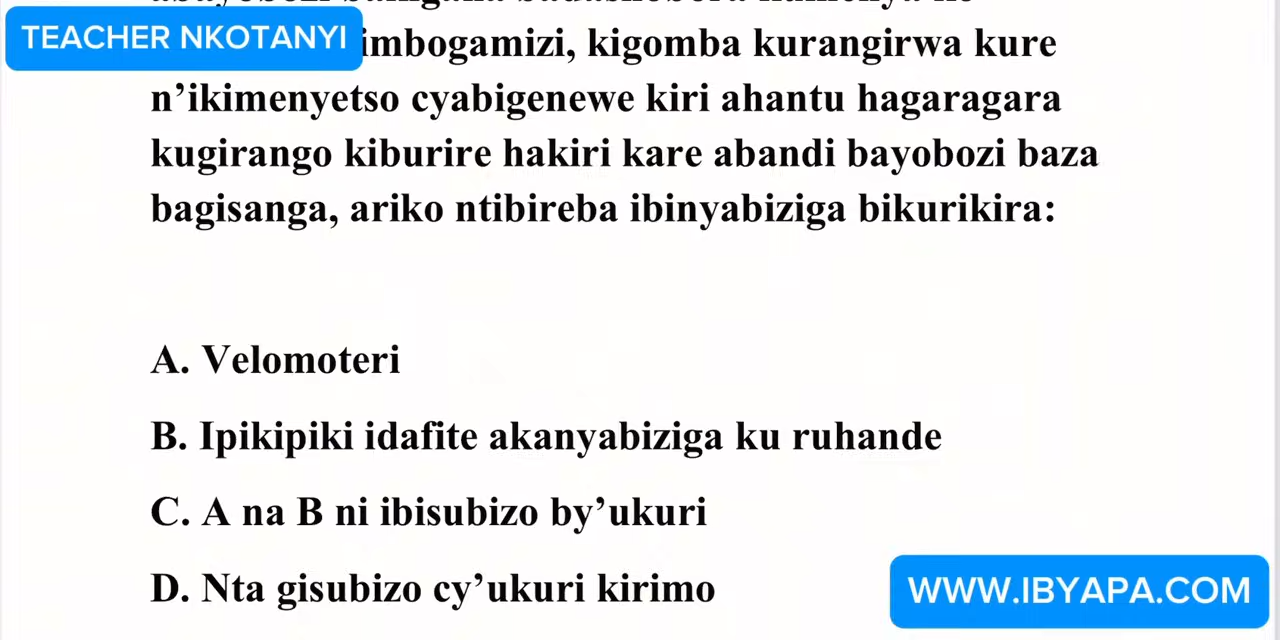 TEACHER NKOTANYI
imbogamizi, kigomba kurangirwa kure
n’ikimenyetso cyabigenewe kiri ahantu hagaragara
kugirango kiburire hakiri kare abandi bayobozi baza
bagisanga, ariko ntibireba ibinyabiziga bikurikira:
A. Velomoteri
B. Ipikipiki idafite akanyabiziga ku ruhande
C. A na B ni ibisubizo by’ukuri
D. Nta gisubizo cy’ukuri kirimo
WWW.IBYAPA.COM